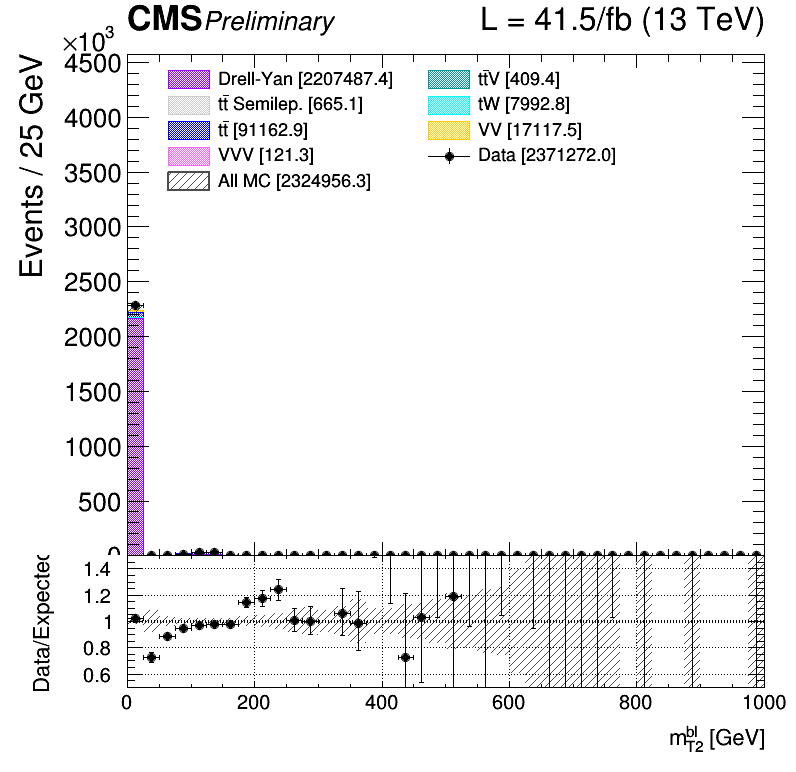 CMS Preliminary L = 41.5/fb (13 TeV)
×10³
Events / 25 GeV
4500
4000
3500
3000
2500
2000
1500
1000
500
0
Drell-Yan [2207487.4]
tt̄ Semilep. [665.1]
tt̄ [91162.9]
VVV [121.3]
All MC [2324956.3]
tt̄V [409.4]
tW [7992.8]
VV [17117.5]
Data [2371272.0]
Data/Expected
1.4
1.2
1
0.8
0.6
0 200 400 600 800 1000
m_{T2}^{bl} [GeV]